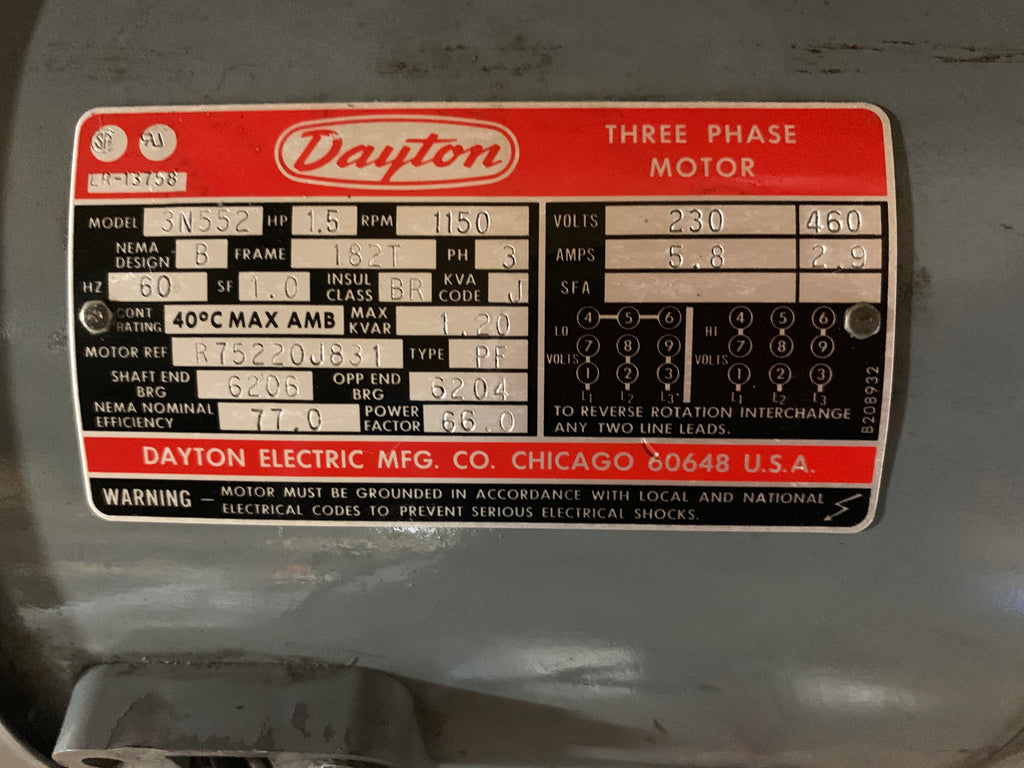 SA
LR-13758
Dayton
THREE PHASE
MOTOR
MODEL 3N552 HP 1.5 RPM 1150
NEMA DESIGN B FRAME 182T PH 3
HZ 60 SF 1.0 INSUL CLASS BR KVA CODE J
CONT RATING 40°C MAX AMB MAX KVAR 1.20
MOTOR REF R75220J831 TYPE PF
SHAFT END BRG 6206 OPP END BRG 6204
NEMA NOMINAL EFFICIENCY 77.0 POWER FACTOR 66.0
VOLTS 230 460
AMPS 5.8 2.9
SFA
LO VOLTS
4 5 6
7 8 9
1 2 3
L1 L2 L3
HI VOLTS
4 5 6
7 8 9
1 2 3
L1 L2 L3
TO REVERSE ROTATION INTERCHANGE
ANY TWO LINE LEADS.
B208932
DAYTON ELECTRIC MFG. CO. CHICAGO 60648 U.S.A.
WARNING – MOTOR MUST BE GROUNDED IN ACCORDANCE WITH LOCAL AND NATIONAL
ELECTRICAL CODES TO PREVENT SERIOUS ELECTRICAL SHOCKS.